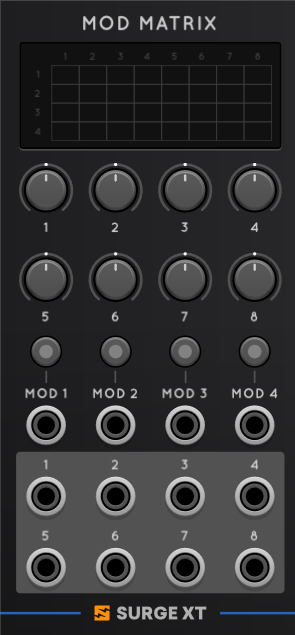 MOD MATRIX
1 2 3 4 5 6 7 8
1
2
3
4
1 2 3 4
5 6 7 8
MOD 1 MOD 2 MOD 3 MOD 4
1 2 3 4
5 6 7 8
SURGE XT